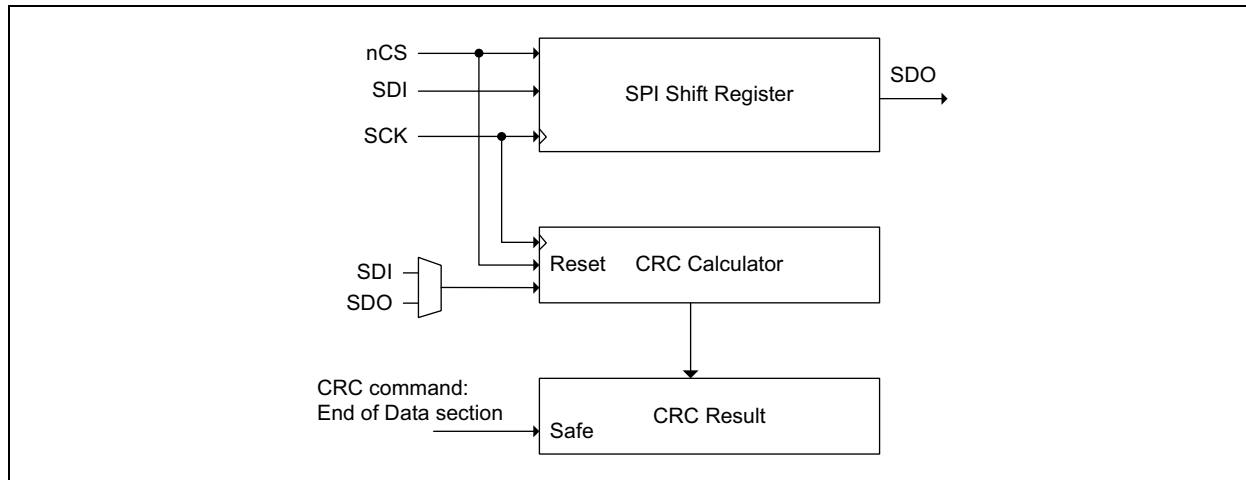 nCS
SDI
SCK
SPI Shift Register
SDO
Reset
CRC Calculator
SDI
SDO
CRC command:
End of Data section
Safe
CRC Result